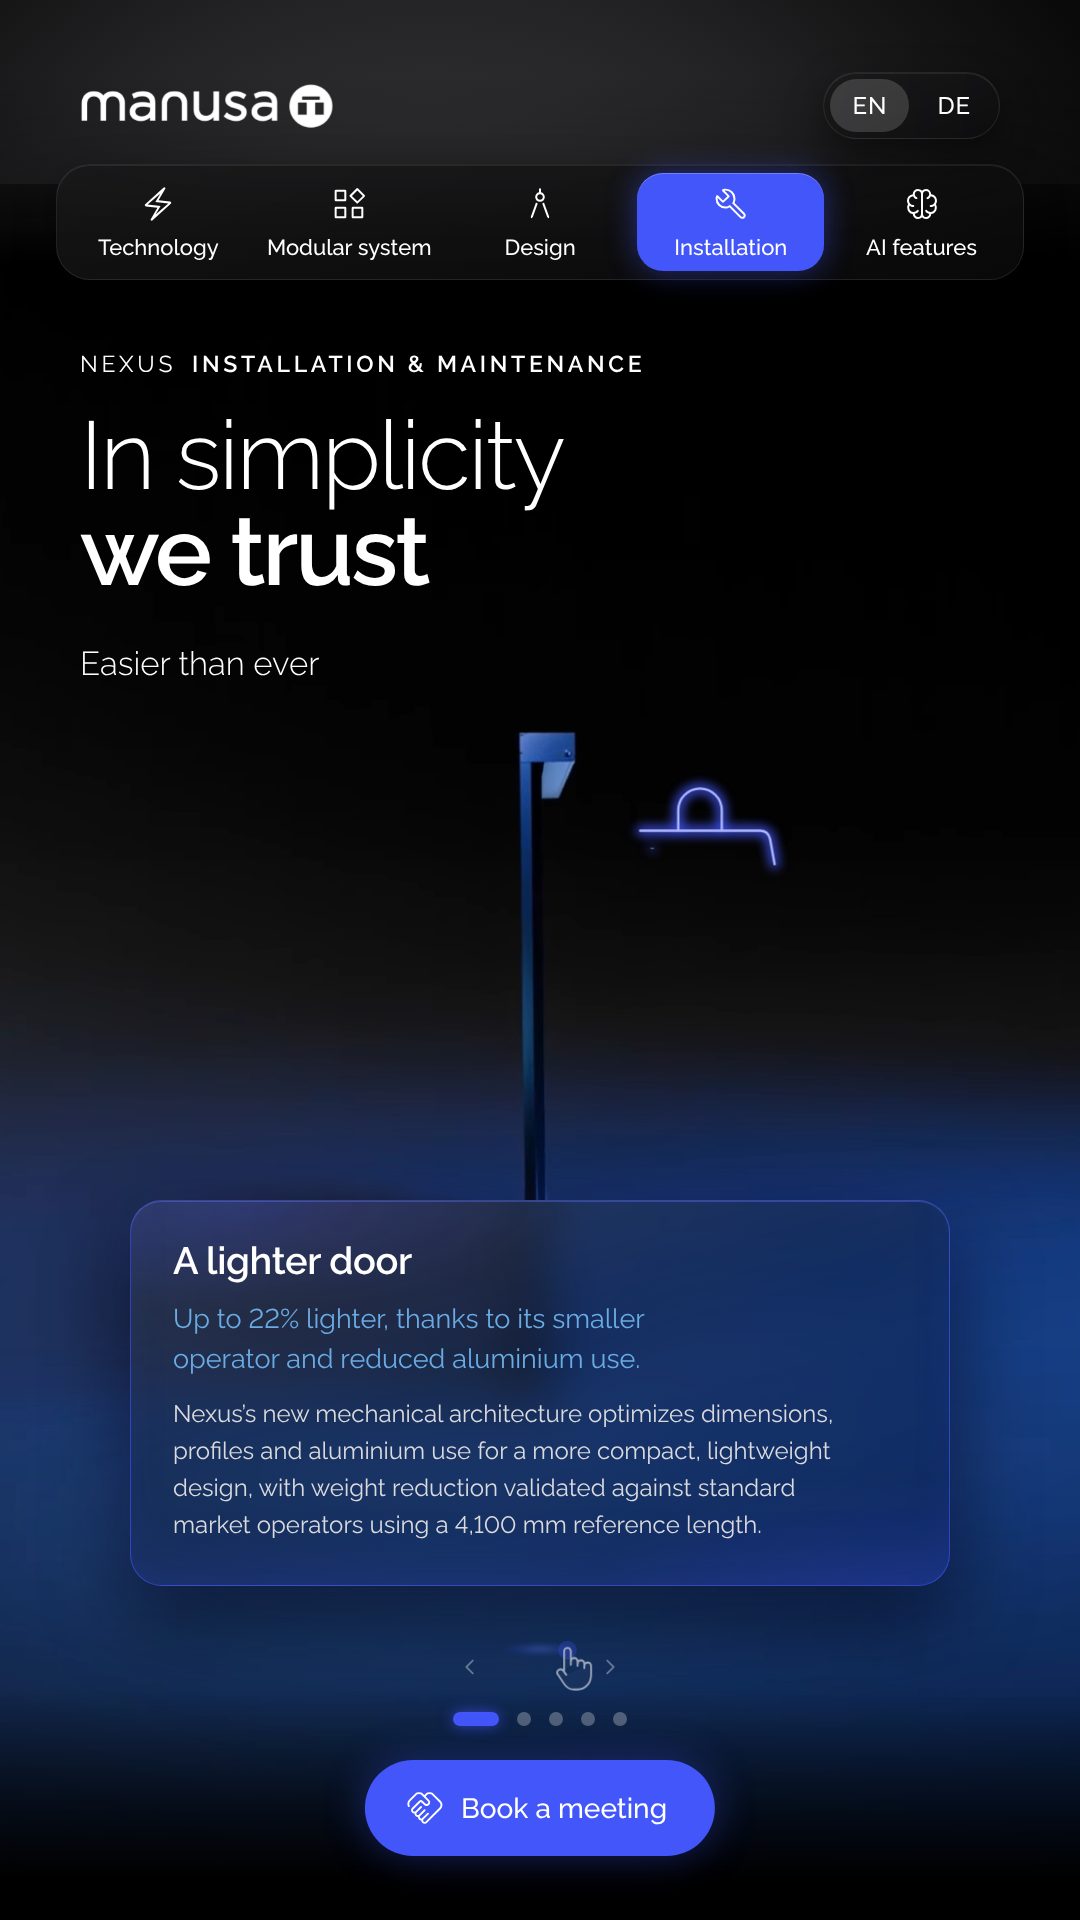 manusa
EN DE
Technology Modular system Design Installation AI features
NEXUS INSTALLATION & MAINTENANCE
In simplicity
we trust
Easier than ever
A lighter door
Up to 22% lighter, thanks to its smaller
operator and reduced aluminium use.
Nexus’s new mechanical architecture optimizes dimensions,
profiles and aluminium use for a more compact, lightweight
design, with weight reduction validated against standard
market operators using a 4,100 mm reference length.
Book a meeting